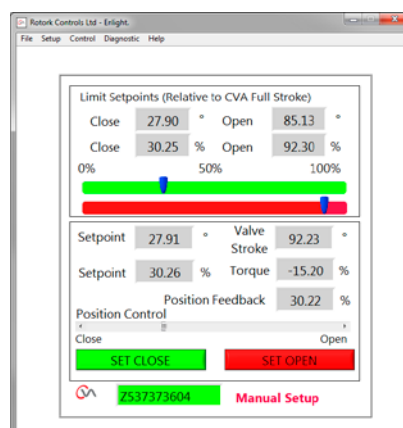 Rotork Controls Ltd - Enlight.
File Setup Control Diagnostic Help
Limit Setpoints (Relative to CVA Full Stroke)
Close 27.90 ° Open 85.13 °
Close 30.25 % Open 92.30 %
0% 50% 100%
Setpoint 27.91 ° Valve Stroke 92.23 °
Setpoint 30.26 % Torque -15.20 %
Position Feedback 30.22 %
Position Control
Close Open
SET CLOSE SET OPEN
Z537373604 Manual Setup